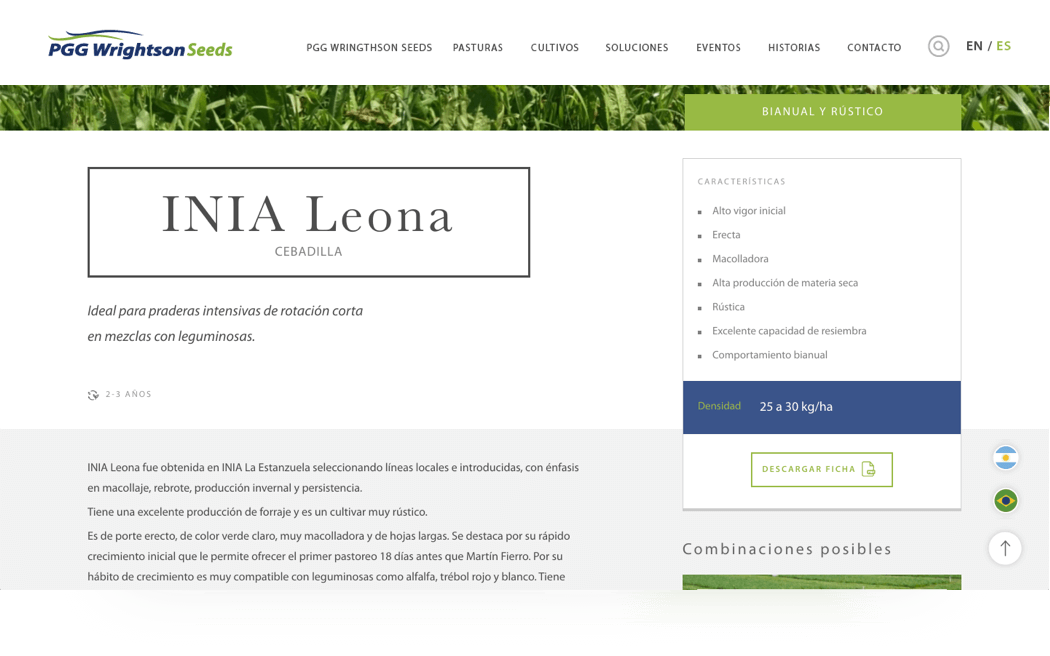 PGG Wrightson Seeds
PGG WRINGTHSON SEEDS
PASTURAS
CULTIVOS
SOLUCIONES
EVENTOS
HISTORIAS
CONTACTO
EN / ES
BIANUAL Y RÚSTICO
INIA Leona
CEBADILLA
Ideal para praderas intensivas de rotación corta
en mezclas con leguminosas.
2-3 AÑOS
CARACTERÍSTICAS
Alto vigor inicial
Erecta
Macolladora
Alta producción de materia seca
Rústica
Excelente capacidad de resiembra
Comportamiento bianual
Densidad 25 a 30 kg/ha
DESCARGAR FICHA
INIA Leona fue obtenida en INIA La Estanzuela seleccionando líneas locales e introducidas, con énfasis
en macollaje, rebrote, producción invernal y persistencia.
Tiene una excelente producción de forraje y es un cultivar muy rústico.
Es de porte erecto, de color verde claro, muy macolladora y de hojas largas. Se destaca por su rápido
crecimiento inicial que le permite ofrecer el primer pastoreo 18 días antes que Martín Fierro. Por su
hábito de crecimiento es muy compatible con leguminosas como alfalfa, trébol rojo y blanco. Tiene
Combinaciones posibles